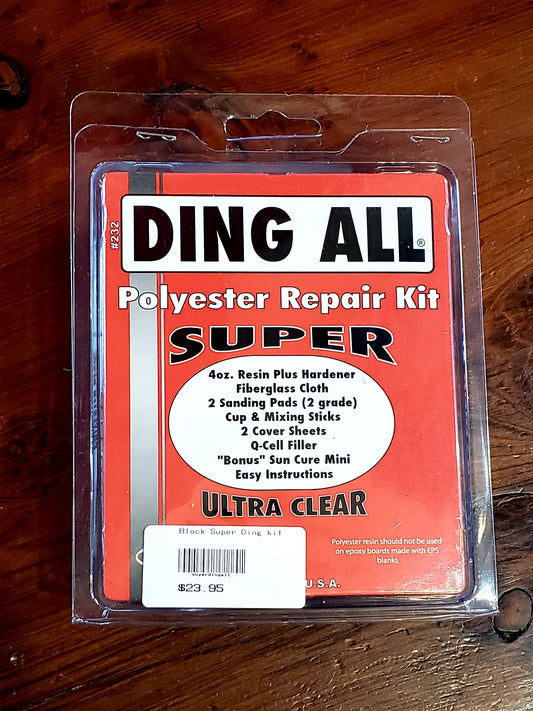 #232
DING ALL®
Polyester Repair Kit
SUPER
4oz. Resin Plus Hardener
Fiberglass Cloth
2 Sanding Pads (2 grade)
Cup & Mixing Sticks
2 Cover Sheets
Q-Cell Filler
"Bonus" Sun Cure Mini
Easy Instructions
ULTRA CLEAR
Polyester resin should not be used
on epoxy boards made with EPS
blanks
Block Super Ding kit
superdingall
$23.95
U.S.A.